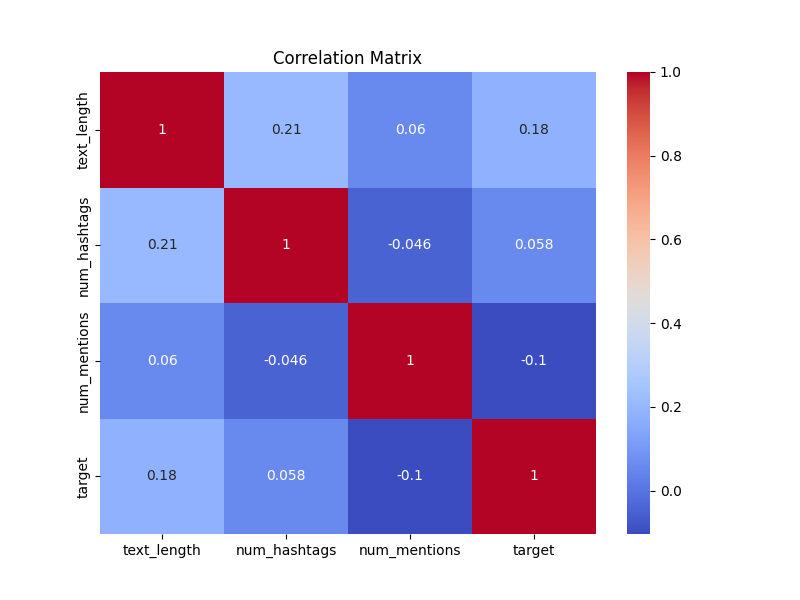 Correlation Matrix
text_length 1 0.21 0.06 0.18
num_hashtags 0.21 1 -0.046 0.058
num_mentions 0.06 -0.046 1 -0.1
target 0.18 0.058 -0.1 1
text_length num_hashtags num_mentions target
1.0
0.8
0.6
0.4
0.2
0.0